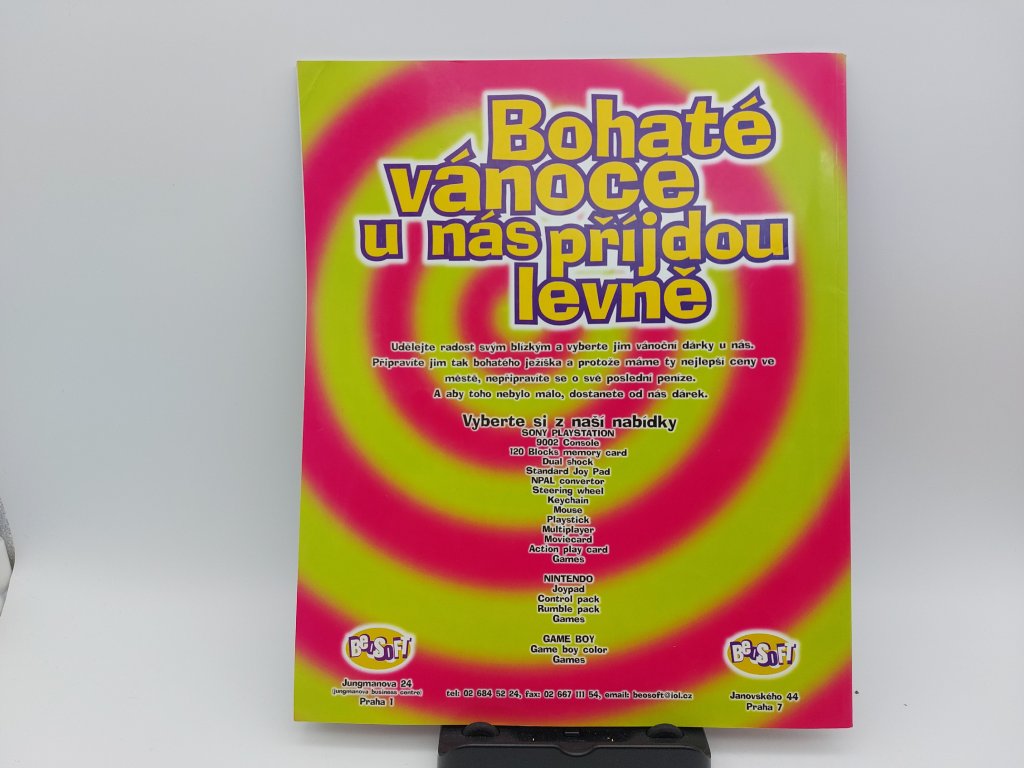 Bohaté
vánoce
u nás příjdou
levně
Udělejte radost svým blízkým a vyberte jim vánoční dárky u nás.
Připravíte jim tak bohatého ježíška a protože máme ty nejlepší ceny ve
městě, nepřipravíte se o své poslední peníze.
A aby toho nebylo málo, dostanete od nás dárek.
Vyberte si z naší nabídky
SONY PLAYSTATION
9002 Console
120 Blocks memory card
Dual shock
Standard Joy Pad
NPAL convertor
Steering wheel
Keychain
Mouse
Playstick
Multiplayer
Moviecard
Action play card
Games
NINTENDO
Joypad
Control pack
Rumble pack
Games
GAME BOY
Game boy color
Games
BeoSoFT
Jungmanova 24
(jungmanova business centre)
Praha 1
tel: 02 684 52 24, fax: 02 667 111 54, email: beosoft@iol.cz
BeoSoFT
Janovského 44
Praha 7